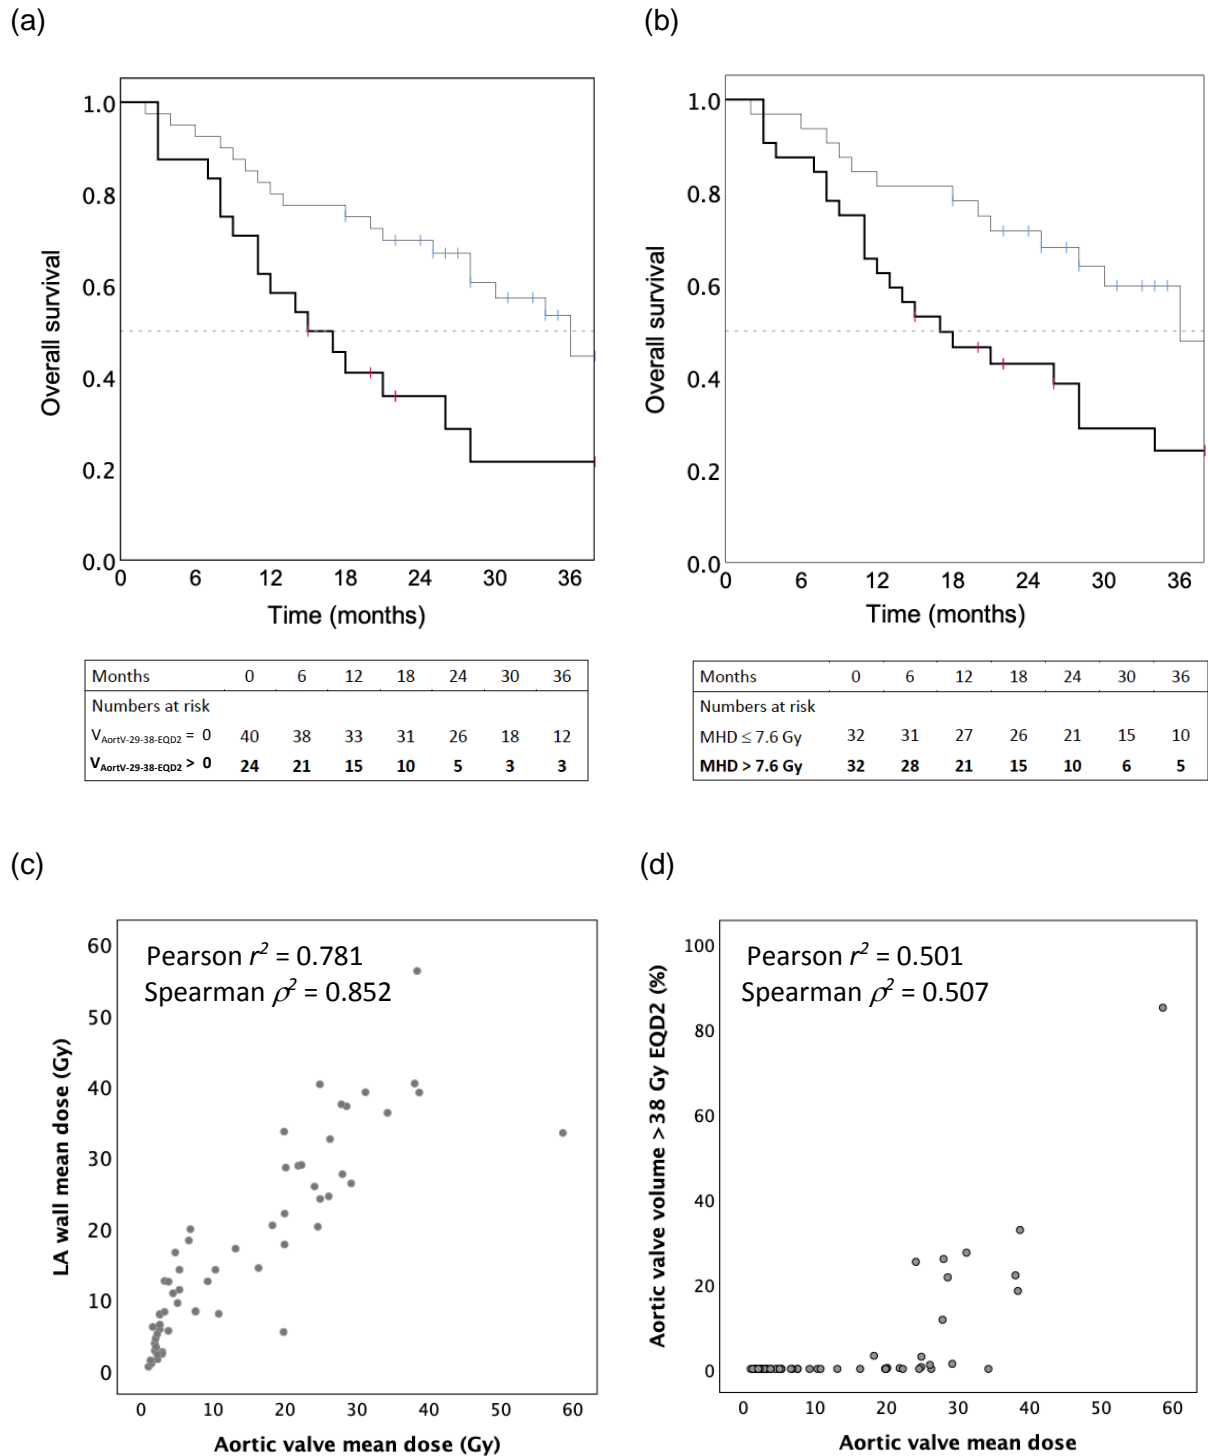 (a)
1.0
0.8
0.6
0.4
0.2
0.0
Overall survival
0 6 12 18 24 30 36
Time (months)
Months 0 6 12 18 24 30 36
Numbers at risk
VAortV-29-38-EQD2 = 0 40 38 33 31 26 18 12
VAortV-29-38-EQD2 > 0 24 21 15 10 5 3 3
(b)
1.0
0.8
0.6
0.4
0.2
0.0
Overall survival
0 6 12 18 24 30 36
Time (months)
Months 0 6 12 18 24 30 36
Numbers at risk
MHD ≤ 7.6 Gy 32 31 27 26 21 15 10
MHD > 7.6 Gy 32 28 21 15 10 6 5
(c)
Pearson r² = 0.781
Spearman ρ² = 0.852
60
50
40
30
20
10
0
LA wall mean dose (Gy)
0 10 20 30 40 50 60
Aortic valve mean dose (Gy)
(d)
Pearson r² = 0.501
Spearman ρ² = 0.507
100
80
60
40
20
0
Aortic valve volume >38 Gy EQD2 (%)
0 10 20 30 40 50 60
Aortic valve mean dose